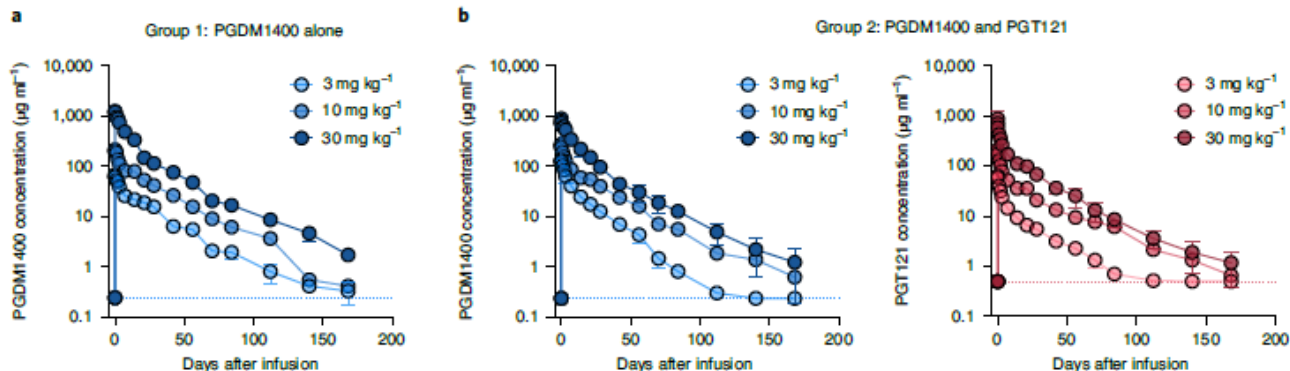 a
Group 1: PGDM1400 alone
PGDM1400 concentration (µg ml⁻¹)
10,000
1,000
100
10
1
0.1
3 mg kg⁻¹
10 mg kg⁻¹
30 mg kg⁻¹
0
50
100
150
200
Days after infusion
b
Group 2: PGDM1400 and PGT121
PGDM1400 concentration (µg ml⁻¹)
10,000
1,000
100
10
1
0.1
3 mg kg⁻¹
10 mg kg⁻¹
30 mg kg⁻¹
0
50
100
150
200
Days after infusion
PGT121 concentration (µg ml⁻¹)
10,000
1,000
100
10
1
0.1
3 mg kg⁻¹
10 mg kg⁻¹
30 mg kg⁻¹
0
50
100
150
200
Days after infusion